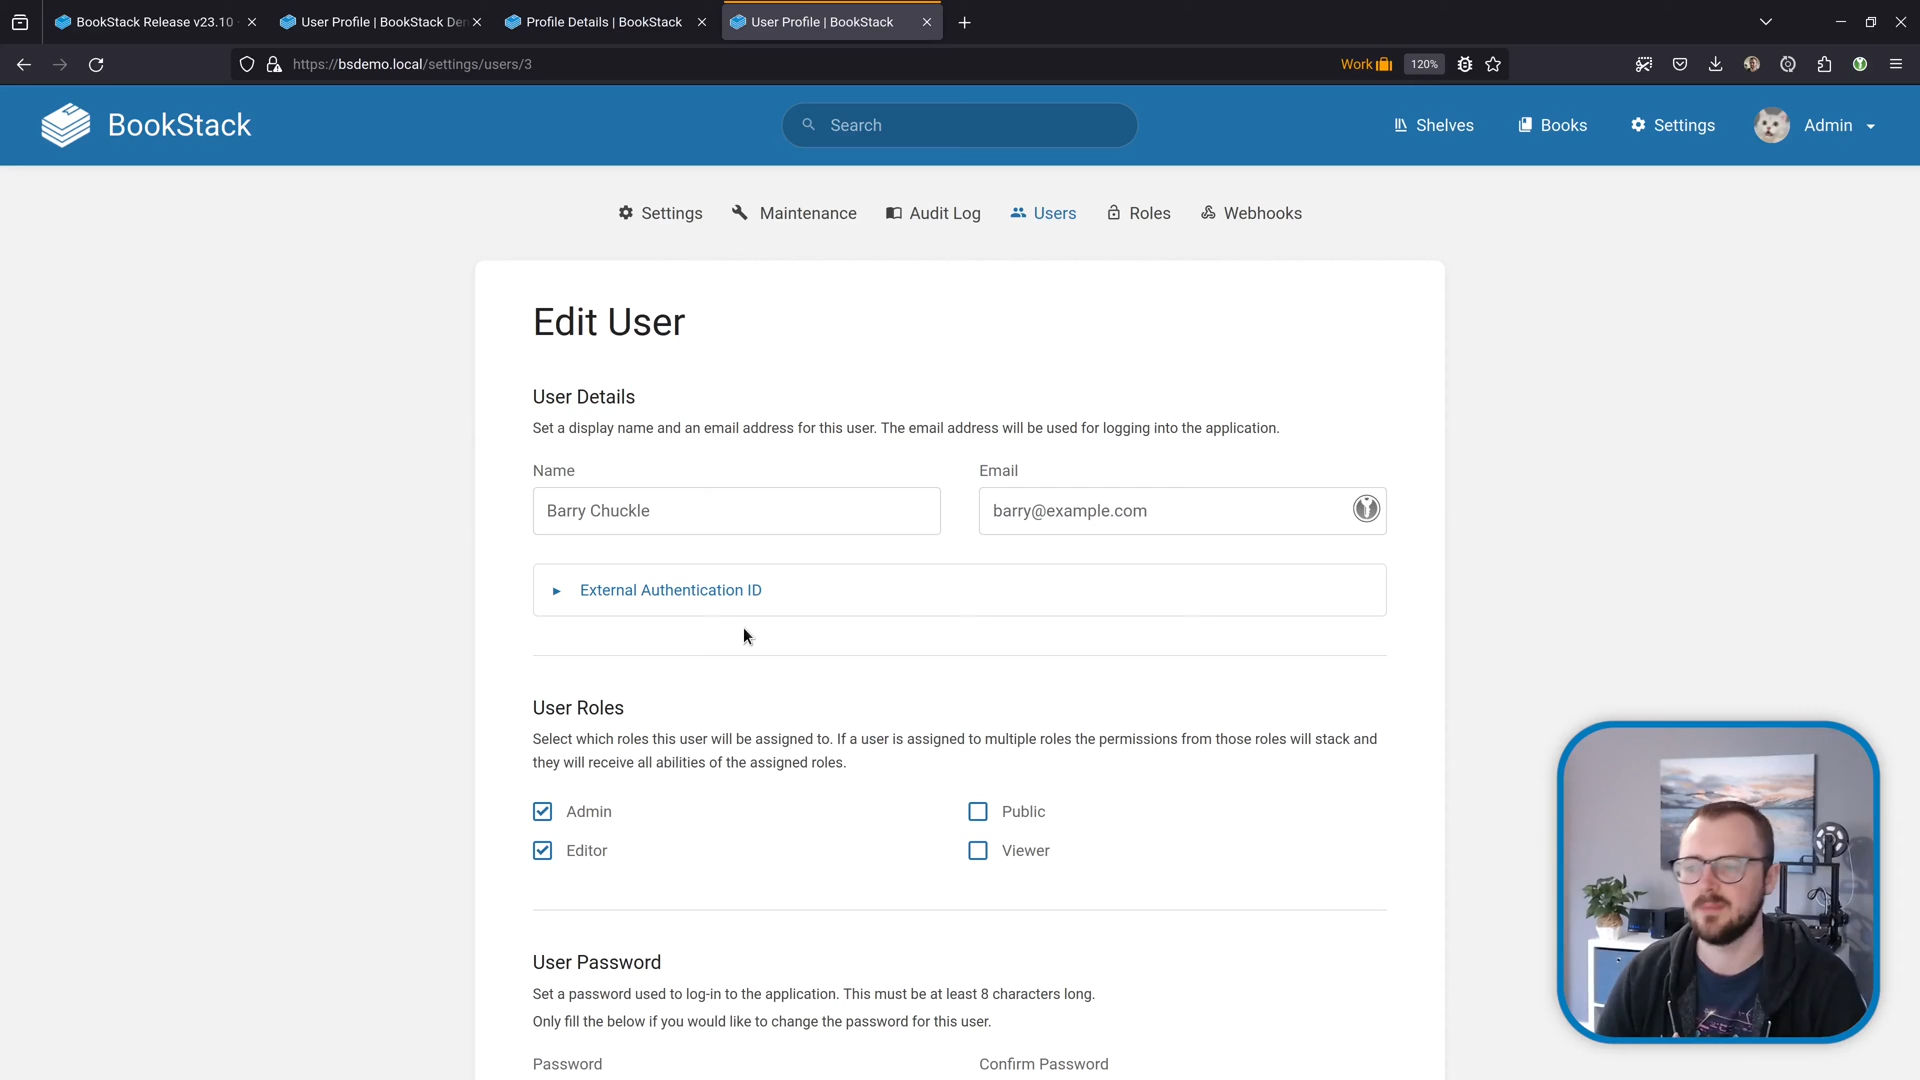 BookStack Release v23.10
User Profile | BookStack Der
Profile Details | BookStack
User Profile | BookStack
https://bsdemo.local/settings/users/3
Work
120%
BookStack
Search
Shelves
Books
Settings
Admin
Settings
Maintenance
Audit Log
Users
Roles
Webhooks
Edit User
User Details
Set a display name and an email address for this user. The email address will be used for logging into the application.
Name
Email
Barry Chuckle
barry@example.com
External Authentication ID
User Roles
Select which roles this user will be assigned to. If a user is assigned to multiple roles the permissions from those roles will stack and
they will receive all abilities of the assigned roles.
Admin
Public
Editor
Viewer
User Password
Set a password used to log-in to the application. This must be at least 8 characters long.
Only fill the below if you would like to change the password for this user.
Password
Confirm Password